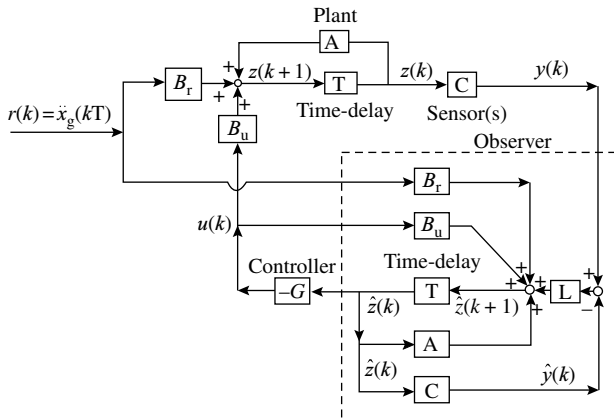 Plant
A
+
B_r
+
+
z(k+1)
T
z(k)
C
y(k)
r(k) = ẍ_g(kT)
Time-delay
Sensor(s)
B_u
Observer
B_r
u(k)
B_u
Controller
Time-delay
+
+
+
−G
ẑ(k)
T
ẑ(k+1)
+
+
L
−
ẑ(k)
A
C
ŷ(k)